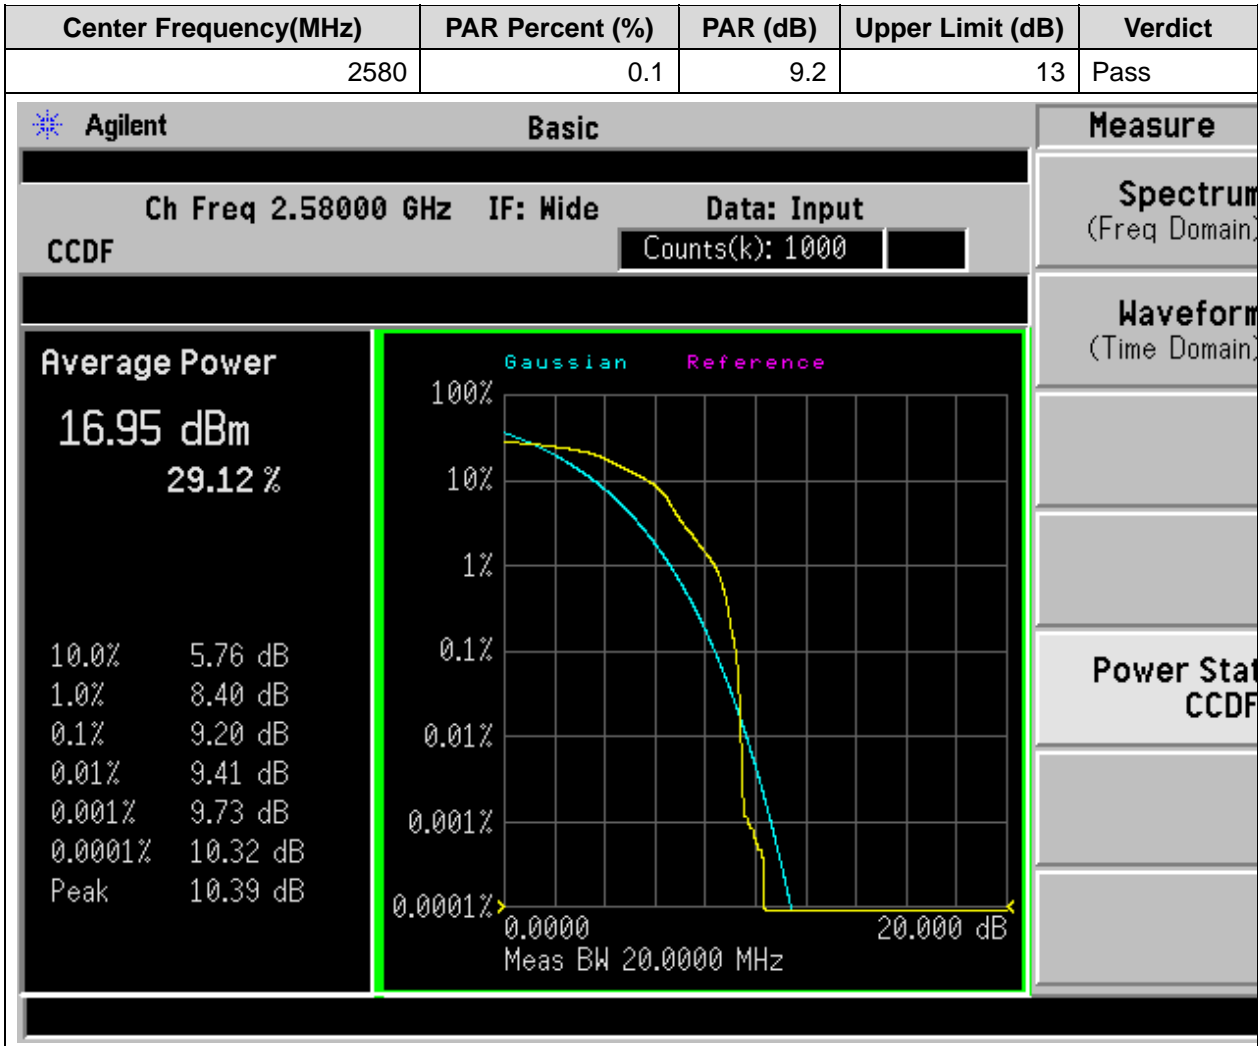 Center Frequency(MHz) PAR Percent (%) PAR (dB) Upper Limit (dB) Verdict
2580 0.1 9.2 13 Pass
Agilent Basic Measure
Ch Freq 2.58000 GHz IF: Wide Data: Input
CCDF Counts(k): 1000
Average Power
16.95 dBm
29.12 %
10.0% 5.76 dB
1.0% 8.40 dB
0.1% 9.20 dB
0.01% 9.41 dB
0.001% 9.73 dB
0.0001% 10.32 dB
Peak 10.39 dB
Gaussian Reference
100%
10%
1%
0.1%
0.01%
0.001%
0.0001%
0.0000 20.000 dB
Meas BW 20.0000 MHz
Spectrum
(Freq Domain)
Waveform
(Time Domain)
Power Stat
CCDF